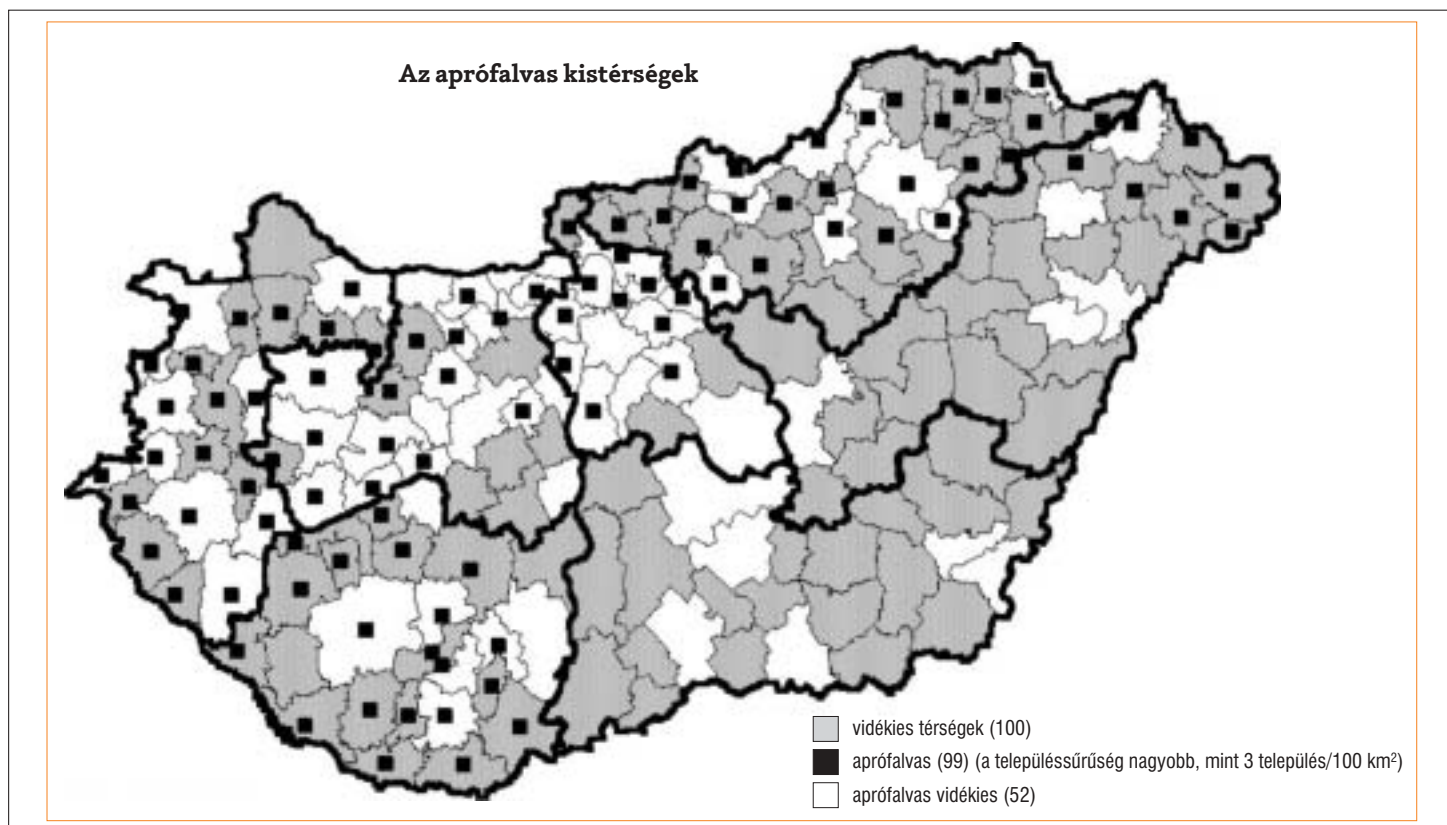 Az aprófalvas kistérségek
vidékies térségek (100)
aprófalvas (99) (a településsűrűség nagyobb, mint 3 település/100 km²)
aprófalvas vidékies (52)